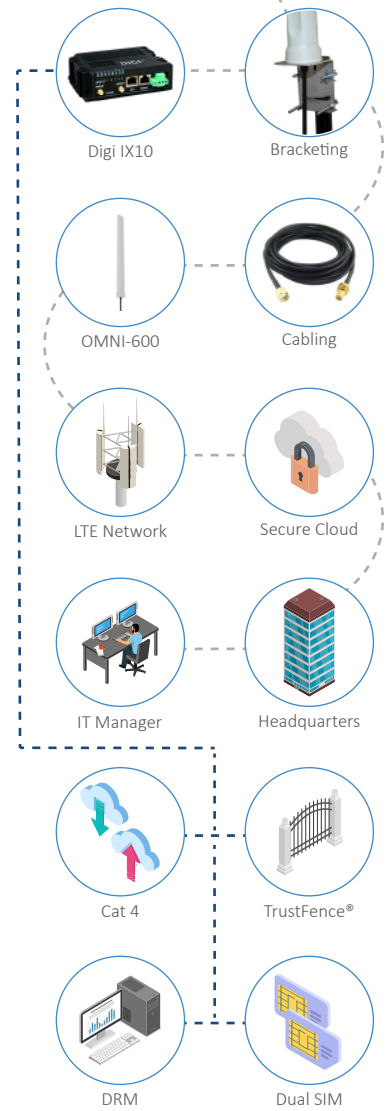 DIGI
Digi IX10
Bracketing
OMNI-600
Cabling
LTE Network
Secure Cloud
IT Manager
Headquarters
Cat 4
TrustFence®
DRM
Dual SIM